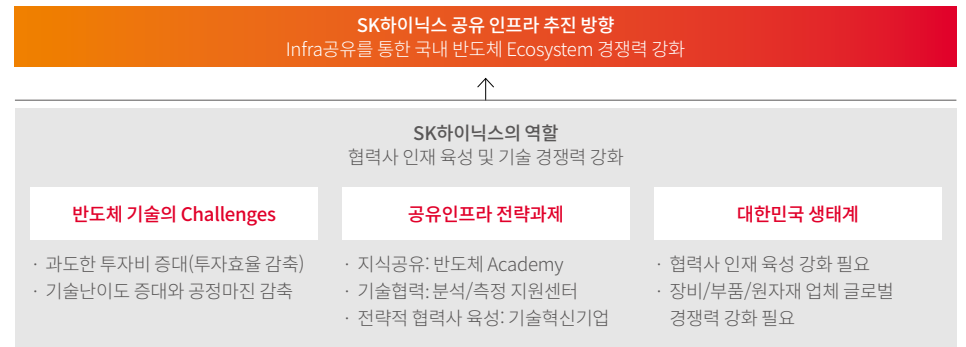 SK하이닉스 공유 인프라 추진 방향
Infra공유를 통한 국내 반도체 Ecosystem 경쟁력 강화
SK하이닉스의 역할
협력사 인재 육성 및 기술 경쟁력 강화
반도체 기술의 Challenges
· 과도한 투자비 증대(투자효율 감축)
· 기술난이도 증대와 공정마진 감축
공유인프라 전략과제
· 지식공유: 반도체 Academy
· 기술협력: 분석/측정 지원센터
· 전략적 협력사 육성: 기술혁신기업
대한민국 생태계
· 협력사 인재 육성 강화 필요
· 장비/부품/원자재 업체 글로벌
경쟁력 강화 필요